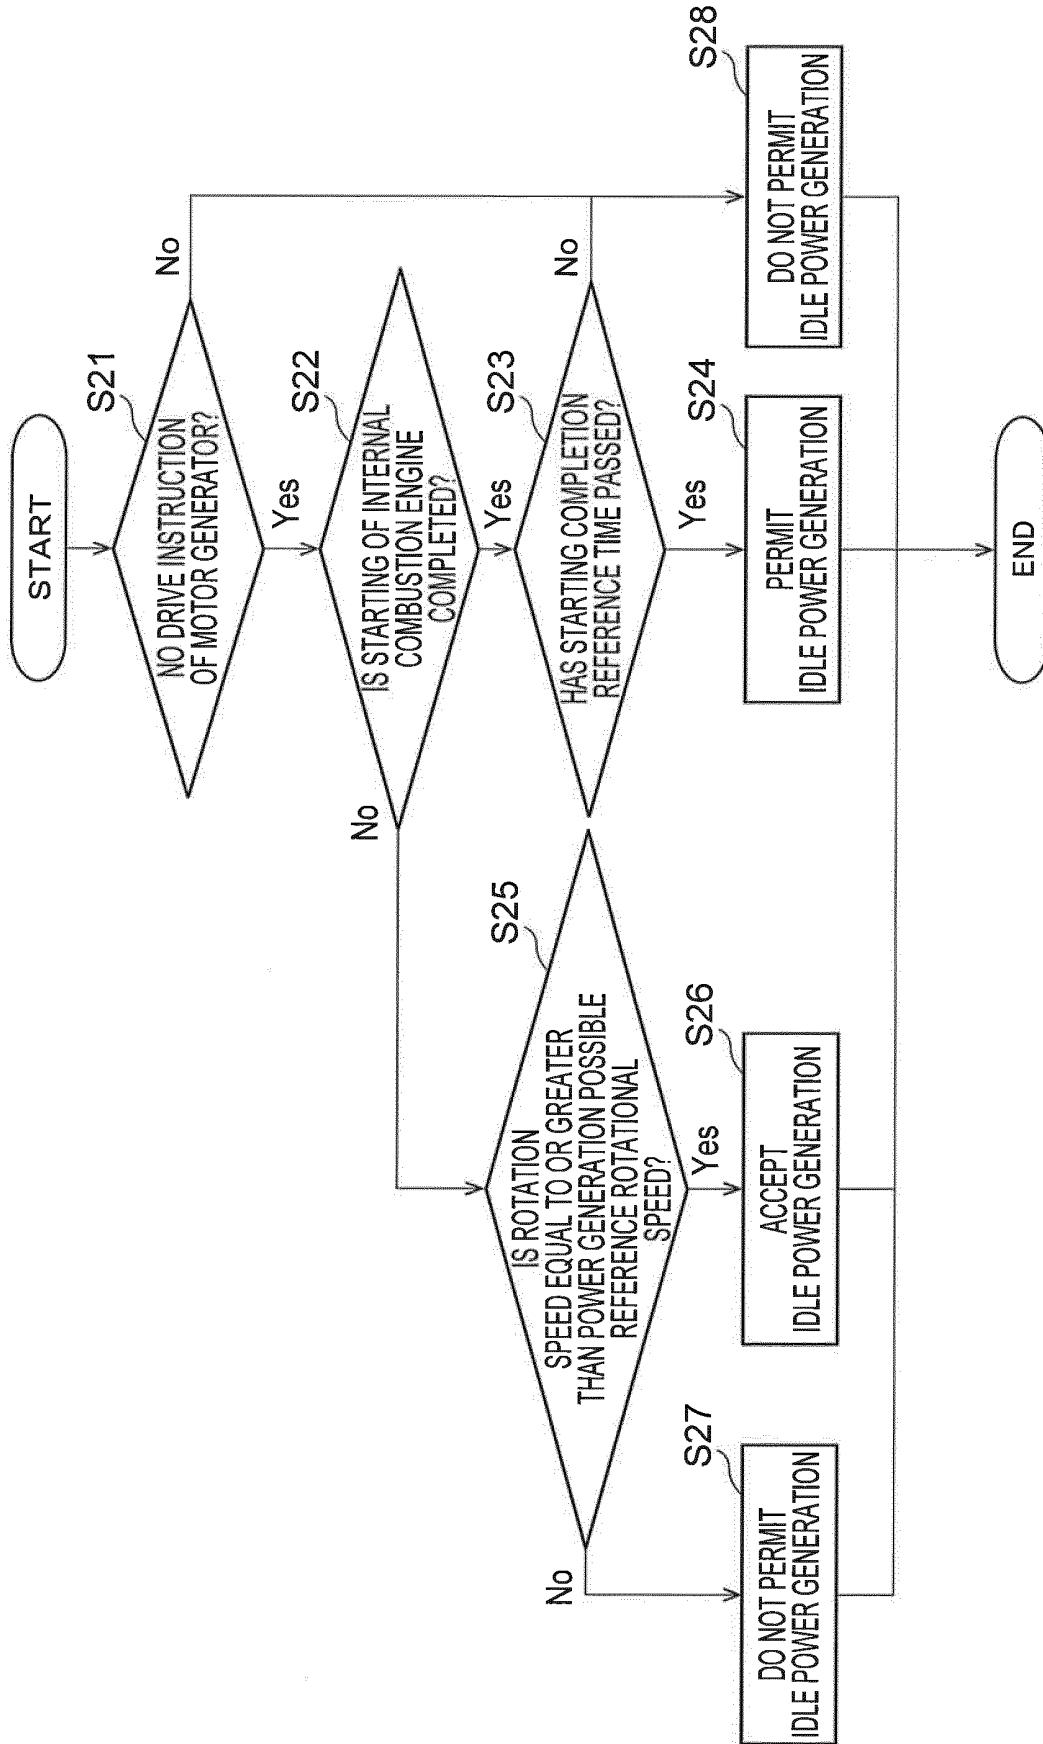 START
S21
NO DRIVE INSTRUCTION
OF MOTOR GENERATOR?
No
Yes
S22
IS STARTING OF INTERNAL
COMBUSTION ENGINE
COMPLETED?
No
Yes
S23
HAS STARTING COMPLETION
REFERENCE TIME PASSED?
No
Yes
S25
IS ROTATION
SPEED EQUAL TO OR GREATER
THAN POWER GENERATION POSSIBLE
REFERENCE ROTATIONAL
SPEED?
No
Yes
S27
DO NOT PERMIT
IDLE POWER GENERATION
S26
ACCEPT
IDLE POWER GENERATION
S24
PERMIT
IDLE POWER GENERATION
S28
DO NOT PERMIT
IDLE POWER GENERATION
END